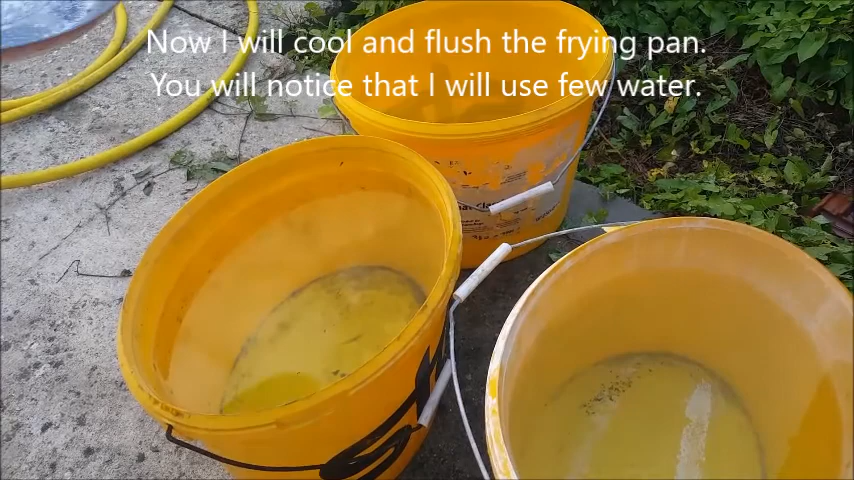 Now I will cool and flush the frying pan.
You will notice that I will use few water.